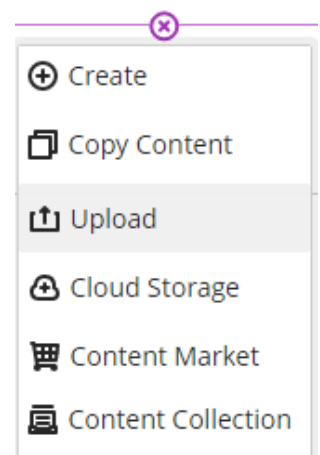 Create
Copy Content
Upload
Cloud Storage
Content Market
Content Collection